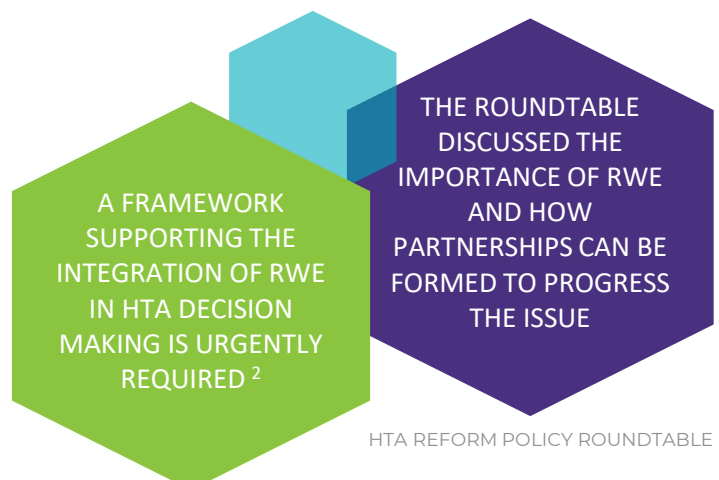 A FRAMEWORK
SUPPORTING THE
INTEGRATION OF RWE
IN HTA DECISION
MAKING IS URGENTLY
REQUIRED ²
THE ROUNDTABLE
DISCUSSED THE
IMPORTANCE OF RWE
AND HOW
PARTNERSHIPS CAN BE
FORMED TO PROGRESS
THE ISSUE
HTA REFORM POLICY ROUNDTABLE